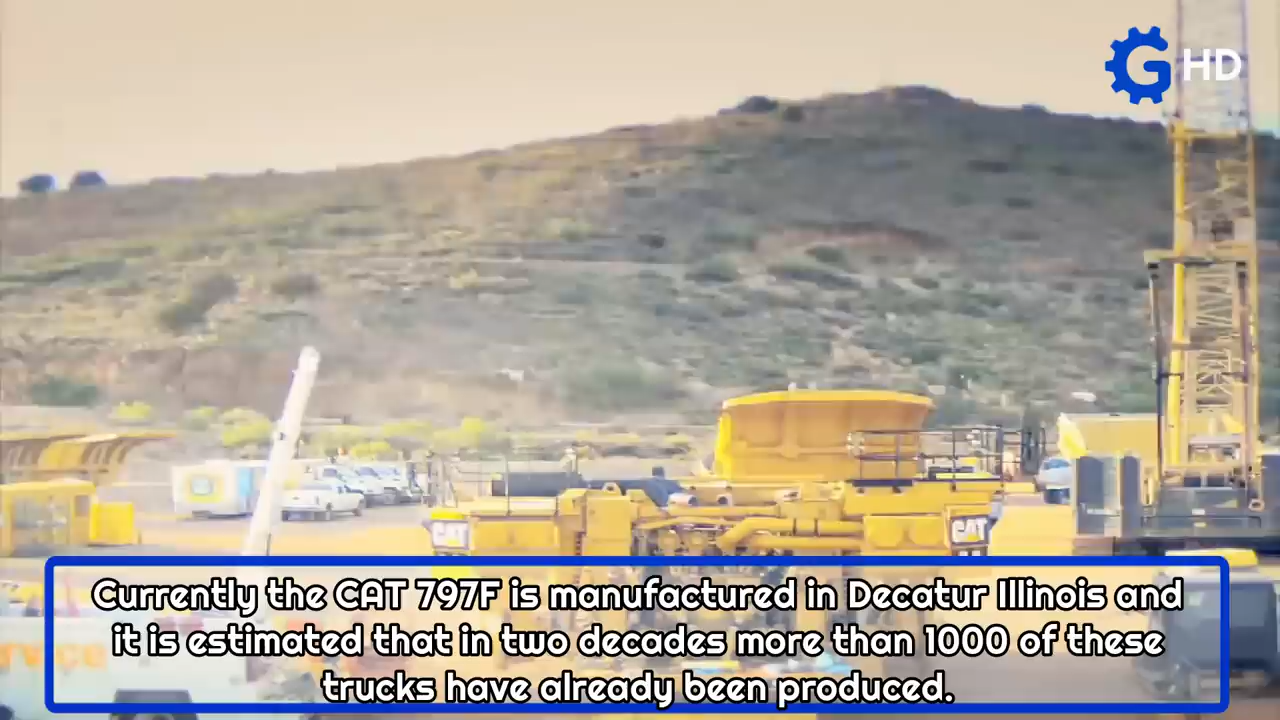 G HD
CAT
CAT
Currently the CAT 797F is manufactured in Decatur Illinois and
it is estimated that in two decades more than 1000 of these
trucks have already been produced.